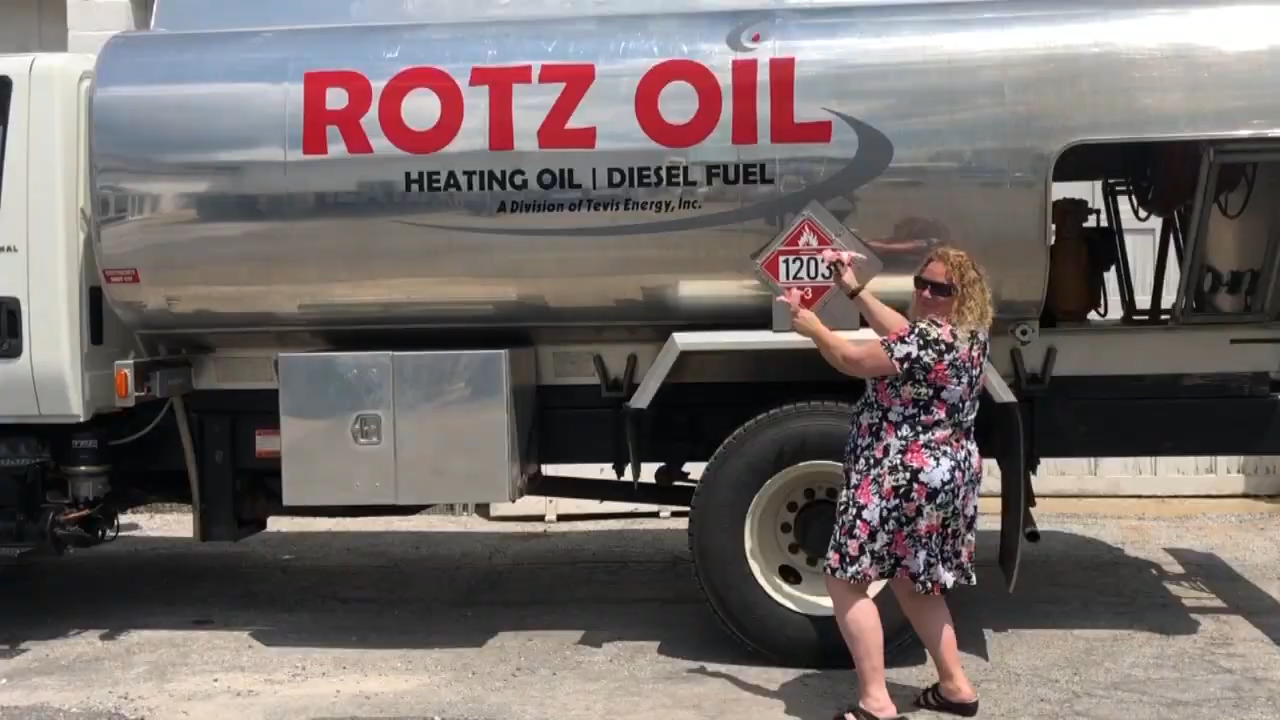 ROTZ OIL
HEATING OIL | DIESEL FUEL
A Division of Tevis Energy, Inc.
1203
3